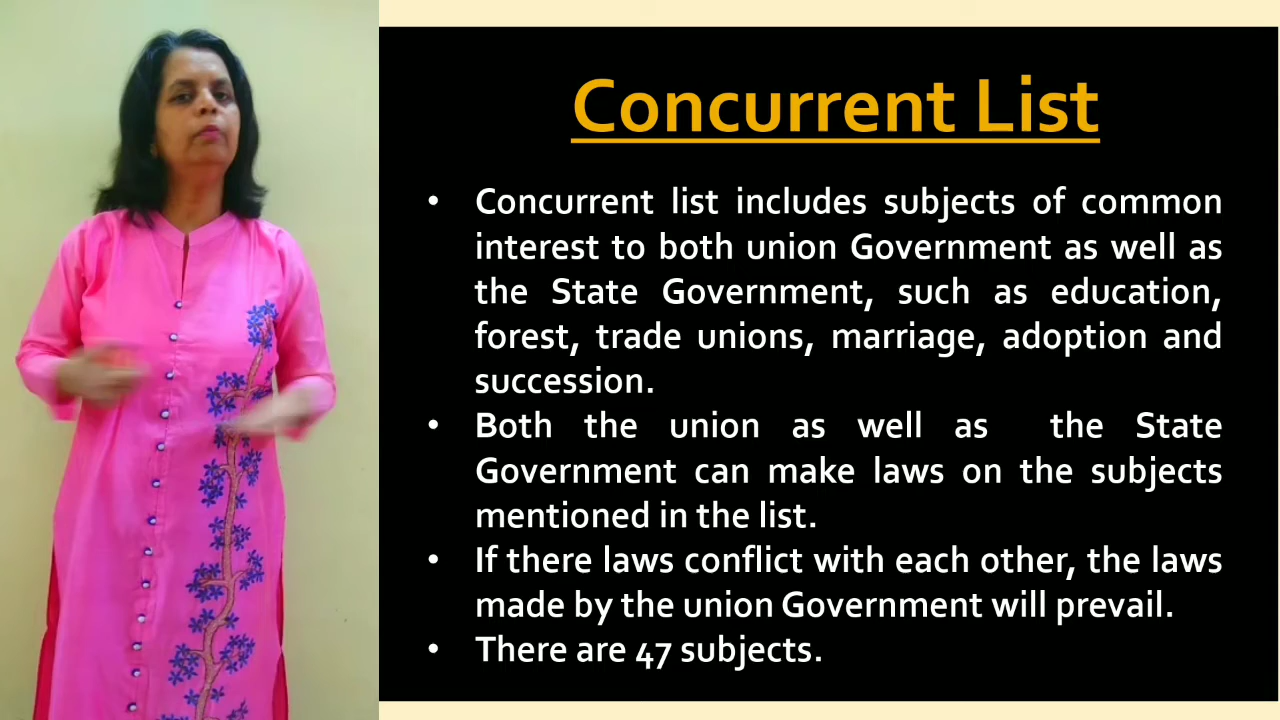 Concurrent List
• Concurrent list includes subjects of common
interest to both union Government as well as
the State Government, such as education,
forest, trade unions, marriage, adoption and
succession.
• Both the union as well as the State
Government can make laws on the subjects
mentioned in the list.
• If there laws conflict with each other, the laws
made by the union Government will prevail.
• There are 47 subjects.